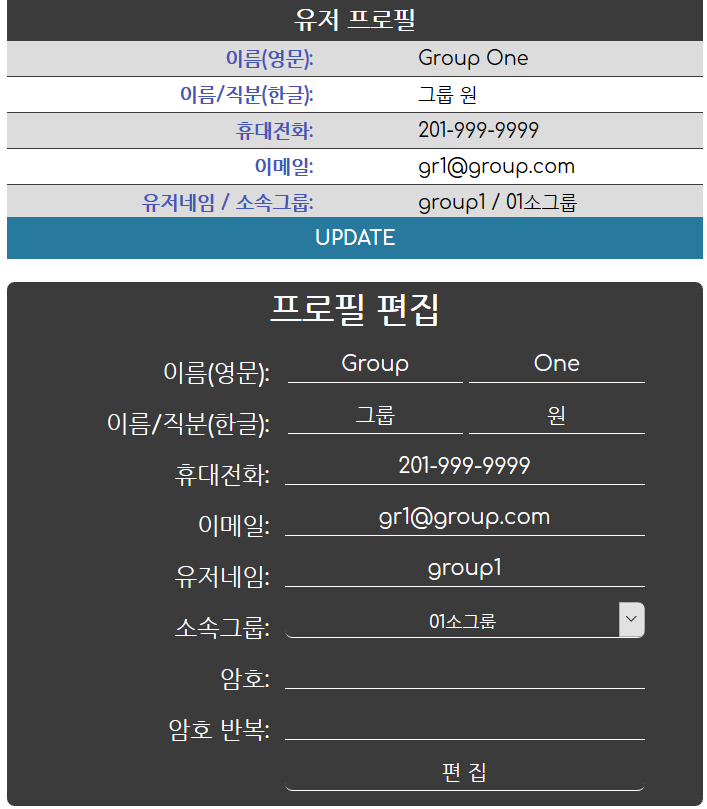 유저 프로필
이름(영문): Group One
이름/직분(한글): 그룹 원
휴대전화: 201-999-9999
이메일: gr1@group.com
유저네임 / 소속그룹: group1 / 01소그룹
UPDATE
프로필 편집
이름(영문): Group One
이름/직분(한글): 그룹 원
휴대전화: 201-999-9999
이메일: gr1@group.com
유저네임: group1
소속그룹: 01소그룹
암호:
암호 반복:
편 집